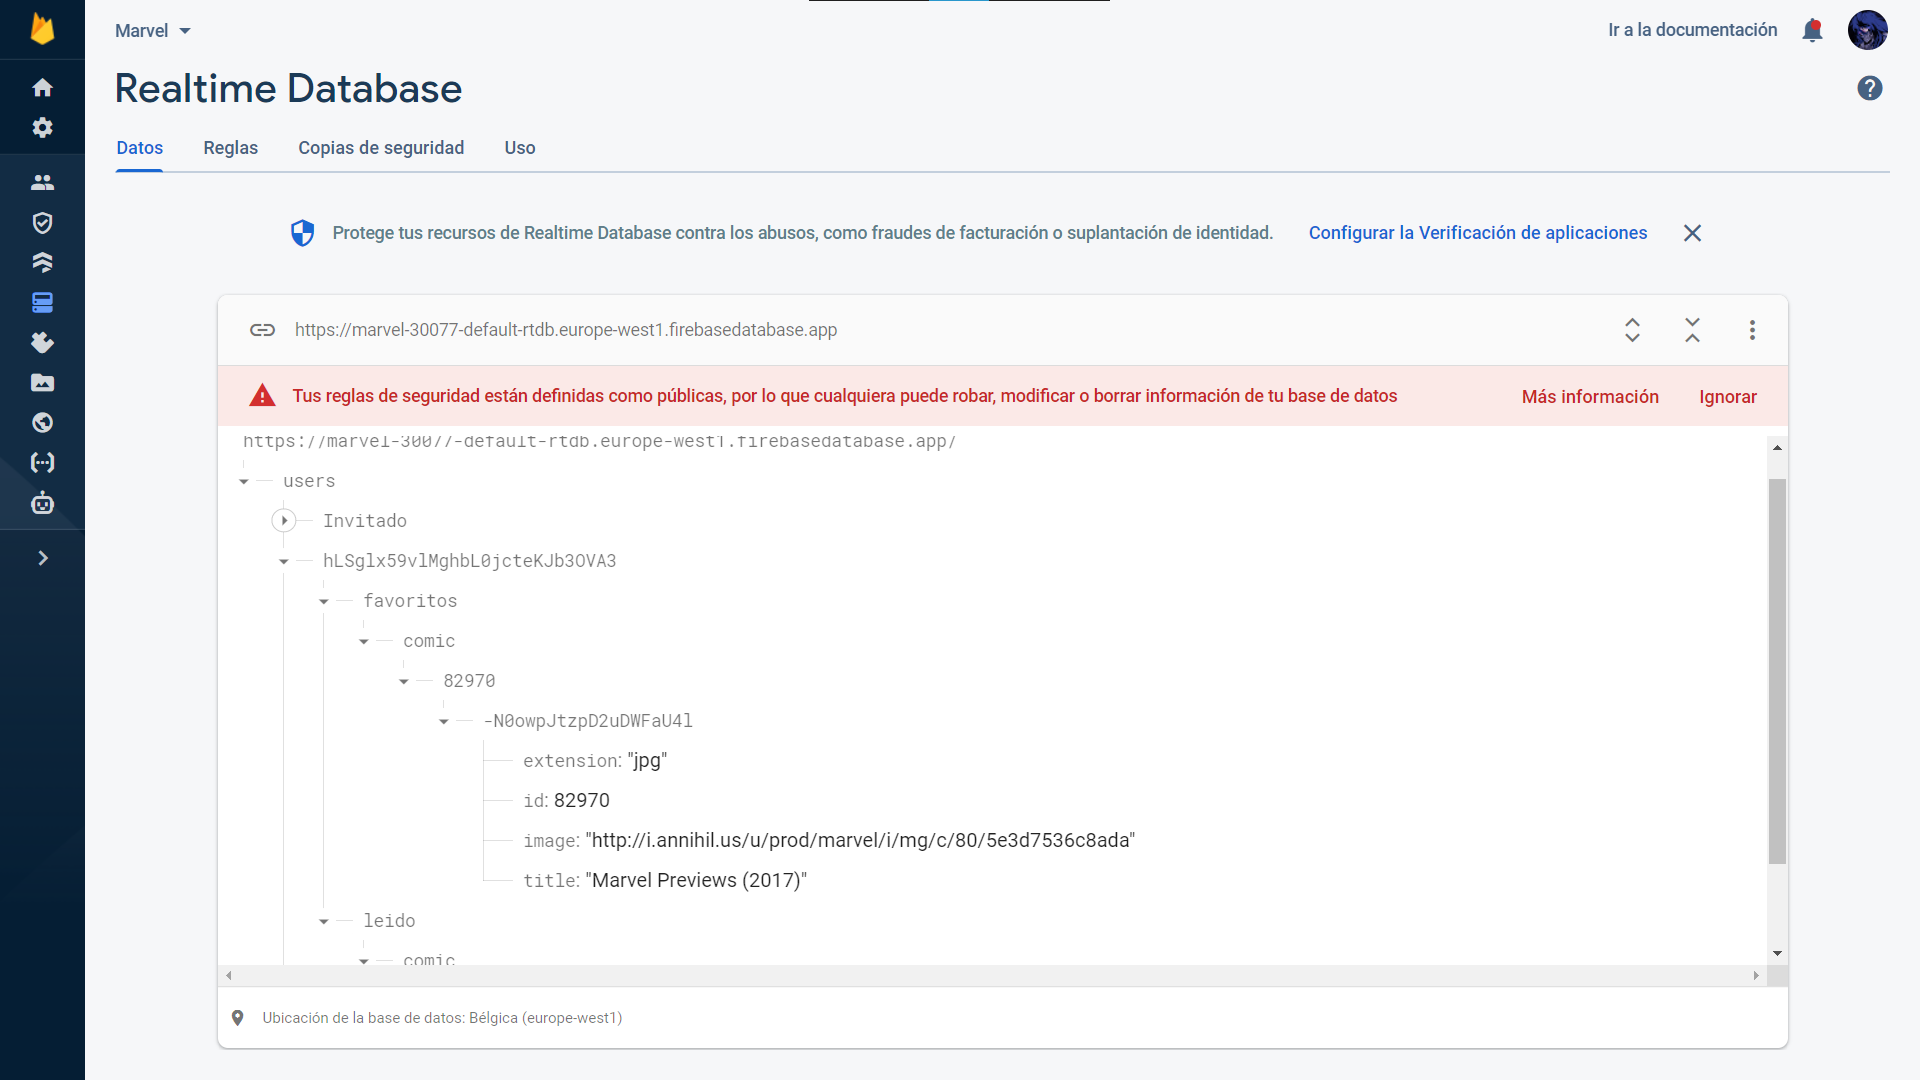 Marvel
Ir a la documentación
Realtime Database
Datos
Reglas
Copias de seguridad
Uso
Protege tus recursos de Realtime Database contra los abusos, como fraudes de facturación o suplantación de identidad.
Configurar la Verificación de aplicaciones
https://marvel-30077-default-rtdb.europe-west1.firebasedatabase.app
Tus reglas de seguridad están definidas como públicas, por lo que cualquiera puede robar, modificar o borrar información de tu base de datos
Más información
Ignorar
https://marvel-30077-default-rtdb.europe-west1.firebasedatabase.app/
users
Invitado
hLSglx59vlMghbL0jcteKJb3OVA3
favoritos
comic
82970
-N0owpJtzpD2uDWFaU4l
extension: "jpg"
id: 82970
image: "http://i.annihil.us/u/prod/marvel/i/mg/c/80/5e3d7536c8ada"
title: "Marvel Previews (2017)"
leido
comic
Ubicación de la base de datos: Bélgica (europe-west1)